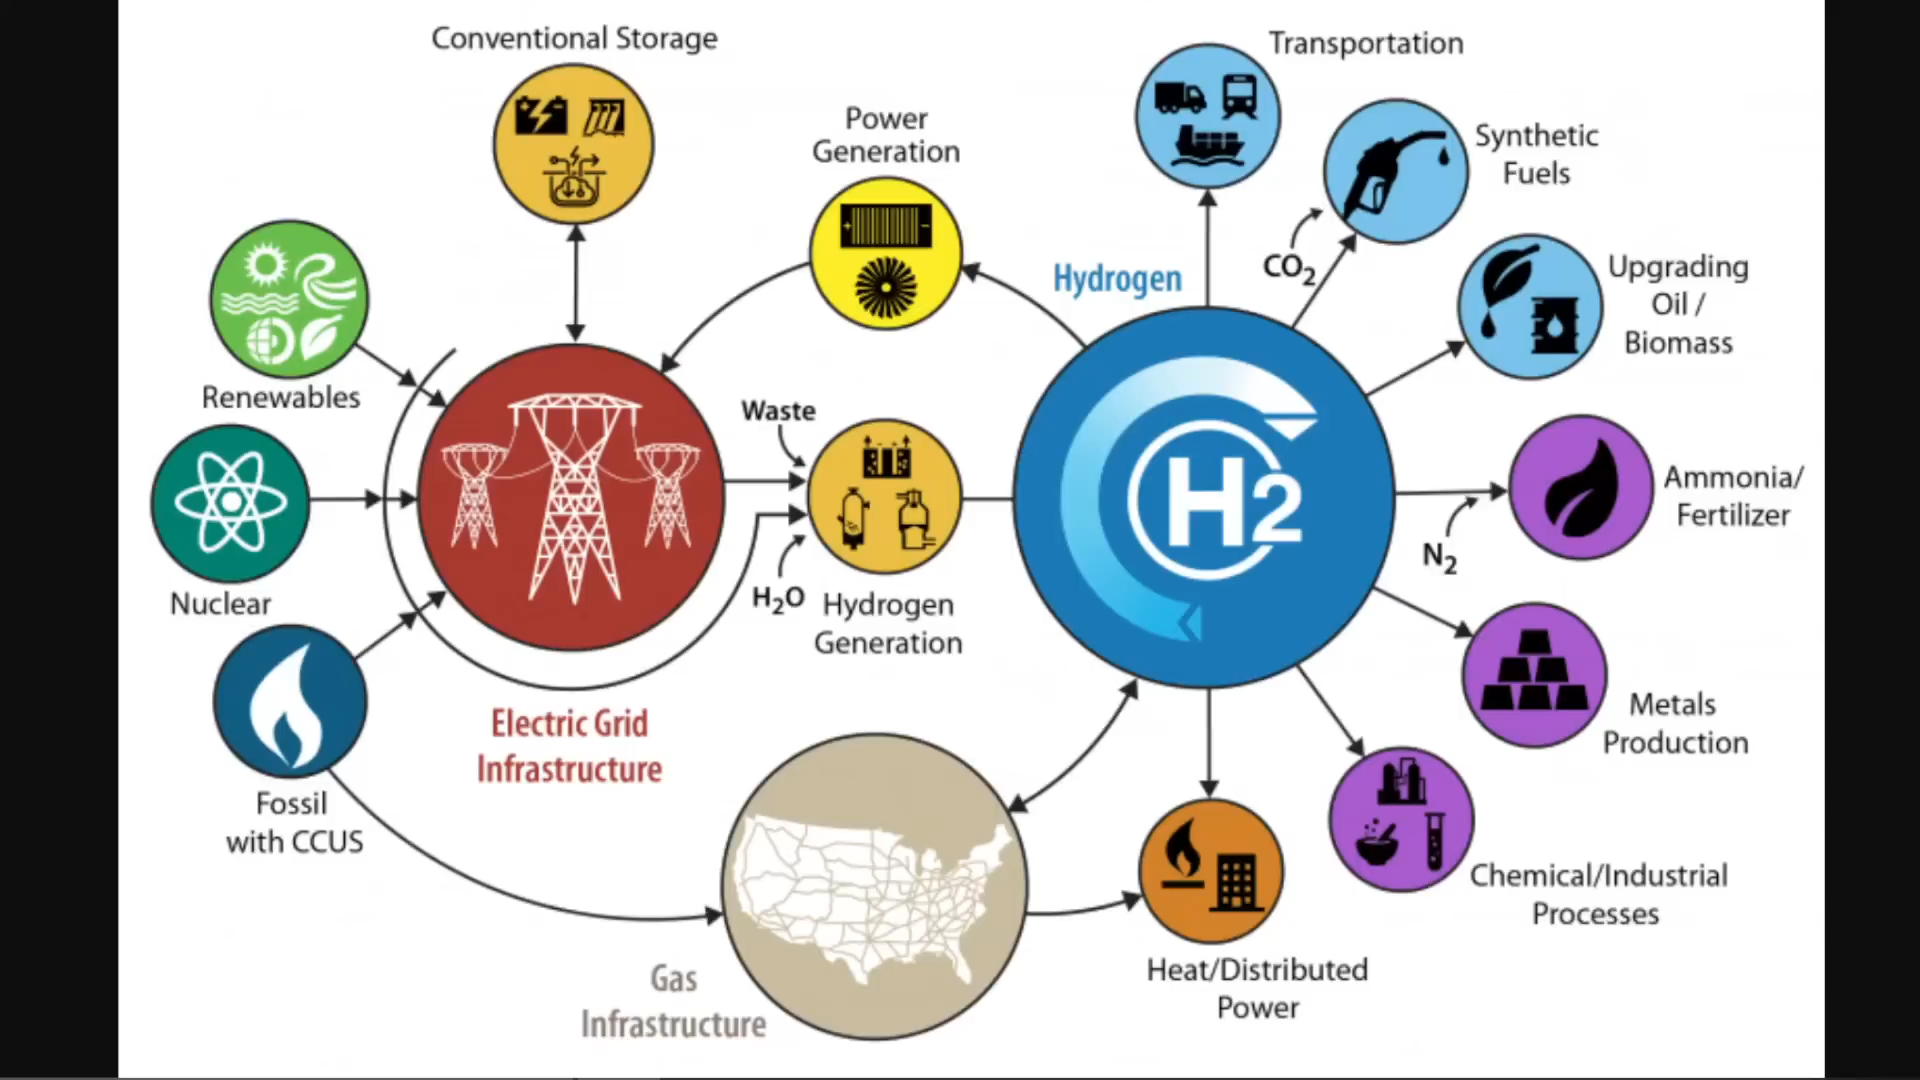 Conventional Storage
Transportation
Power
Generation
Synthetic
Fuels
CO₂
Hydrogen
Upgrading
Oil /
Biomass
Renewables
Waste
H2
Ammonia/
Fertilizer
N₂
Nuclear
H₂O
Hydrogen
Generation
Electric Grid
Infrastructure
Metals
Production
Fossil
with CCUS
Chemical/Industrial
Processes
Gas
Infrastructure
Heat/Distributed
Power